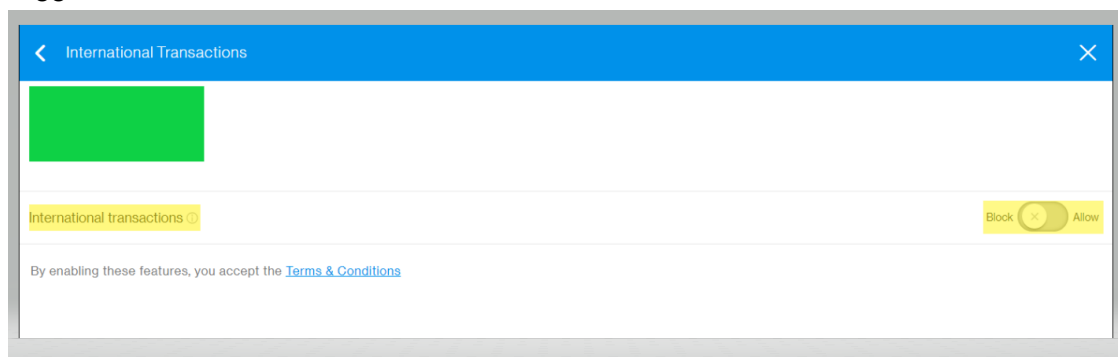 International Transactions
International transactions
Block Allow
By enabling these features, you accept the Terms & Conditions